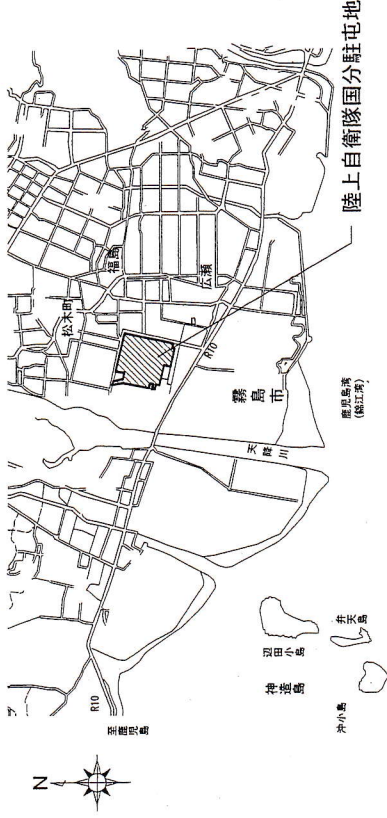 N
至鹿児島
R10
神造島
辺田小島
沖小島
弁天島
松木町
福島
広瀬
R10
霧島市
天降川
鹿児島湾
(錦江湾)
陸上自衛隊国分駐屯地